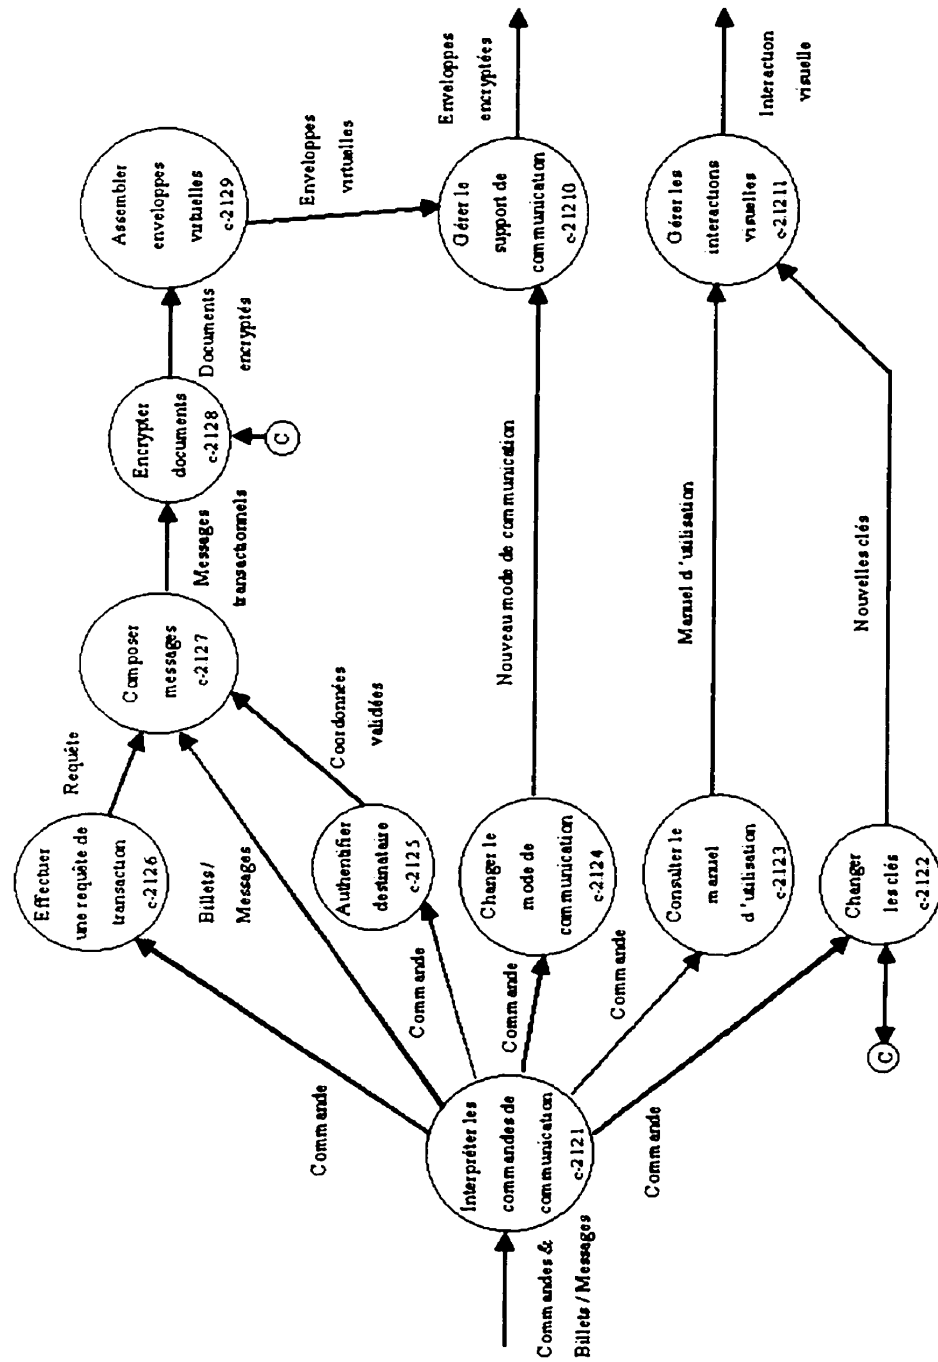 Commandes &
Billets / Messages
Interpréter les
commandes de
communication
c-2121
Commande
Commande
Commande
Commande
Commande
Billets /
Messages
Effectuer
une requête de
transaction
c-2126
Requête
Authentifier
destinataire
c-2125
Coordonnées
validées
Changer le
mode de
communication
c-2124
Nouveau mode de communication
Consulter le
manuel
d'utilisation
c-2123
Manuel d'utilisation
Changer
les clés
c-2122
C
Nouvelles clés
Composer
messages
c-2127
Messages
transactionnels
Encrypter
documents
c-2128
C
Documents
encryptés
Assembler
enveloppes
virtuelles
c-2129
Enveloppes
virtuelles
Gérer le
support de
communication
c-21210
Enveloppes
encryptées
Gérer les
interactions
visuelles
c-21211
Interaction
visuelle